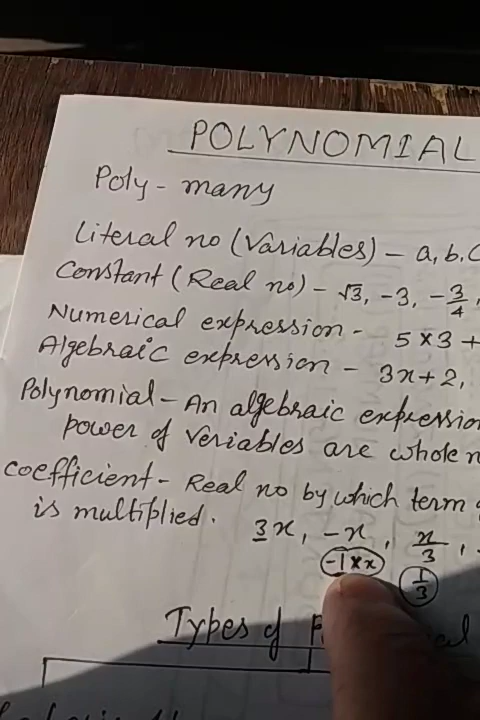 POLYNOMIAL
Poly - many
Literal no (Variables) - a, b, c
Constant (Real no) - √3, -3, -3/4,
Numerical expression - 5×3+
Algebraic expression - 3x+2,
Polynomial - An algebraic expression
power of Veriables are whole n
coefficient - Real no by which term
is multiplied. 3x, -x, x/3,
-1×x 1/3
Types of